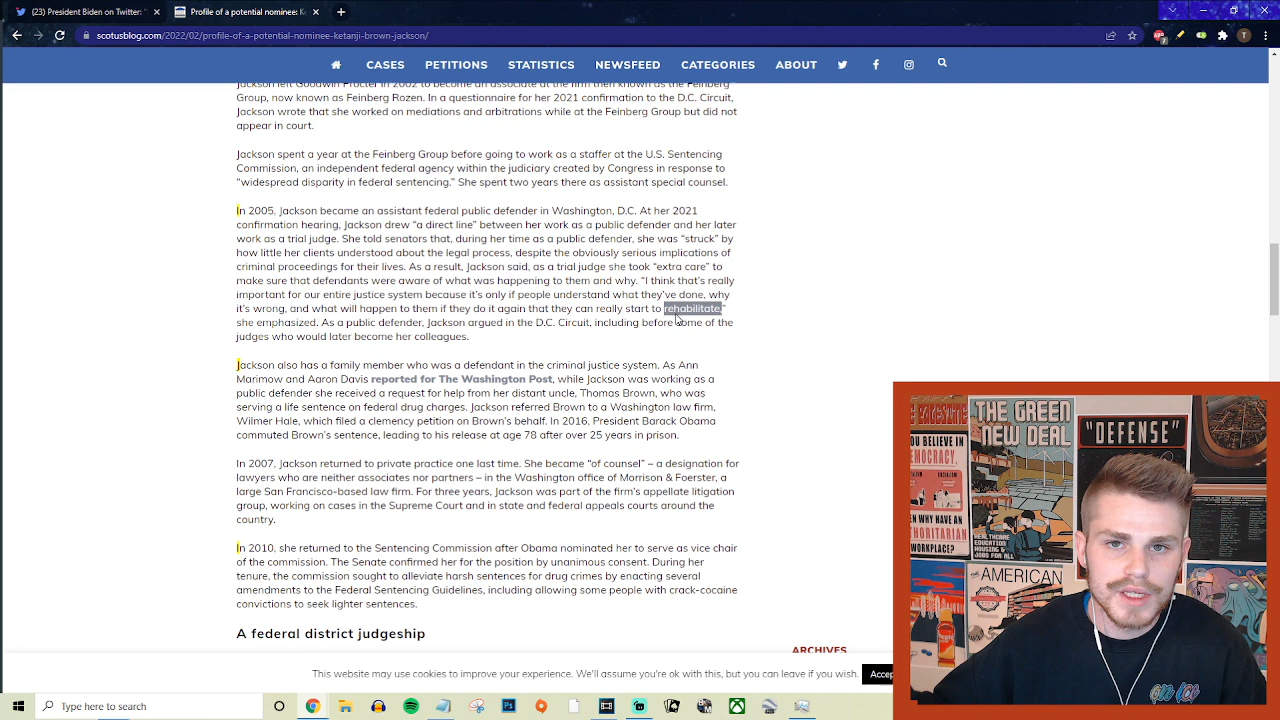 (23) President Biden on Twitter: "
Profile of a potential nominee: Ke
scotusblog.com/2022/02/profile-of-a-potential-nominee-ketanji-brown-jackson/
T
CASES PETITIONS STATISTICS NEWSFEED CATEGORIES ABOUT
Jackson left Goodwin Procter in 2002 to become an associate at the firm then known as the Feinberg
Group, now known as Feinberg Rozen. In a questionnaire for her 2021 confirmation to the D.C. Circuit,
Jackson wrote that she worked on mediations and arbitrations while at the Feinberg Group but did not
appear in court.
Jackson spent a year at the Feinberg Group before going to work as a staffer at the U.S. Sentencing
Commission, an independent federal agency within the judiciary created by Congress in response to
“widespread disparity in federal sentencing.” She spent two years there as assistant special counsel.
In 2005, Jackson became an assistant federal public defender in Washington, D.C. At her 2021
confirmation hearing, Jackson drew “a direct line” between her work as a public defender and her later
work as a trial judge. She told senators that, during her time as a public defender, she was “struck” by
how little her clients understood about the legal process, despite the obviously serious implications of
criminal proceedings for their lives. As a result, Jackson said, as a trial judge she took “extra care” to
make sure that defendants were aware of what was happening to them and why. “I think that’s really
important for our entire justice system because it’s only if people understand what they’ve done, why
it’s wrong, and what will happen to them if they do it again that they can really start to rehabilitate,”
she emphasized. As a public defender, Jackson argued in the D.C. Circuit, including before some of the
judges who would later become her colleagues.
Jackson also has a family member who was a defendant in the criminal justice system. As Ann
Marimow and Aaron Davis reported for The Washington Post, while Jackson was working as a
public defender she received a request for help from her distant uncle, Thomas Brown, who was
serving a life sentence on federal drug charges. Jackson referred Brown to a Washington law firm,
Wilmer Hale, which filed a clemency petition on Brown’s behalf. In 2016, President Barack Obama
commuted Brown’s sentence, leading to his release at age 78 after over 25 years in prison.
In 2007, Jackson returned to private practice one last time. She became “of counsel” – a designation for
lawyers who are neither associates nor partners – in the Washington office of Morrison & Foerster, a
large San Francisco-based law firm. For three years, Jackson was part of the firm’s appellate litigation
group, working on cases in the Supreme Court and in state and federal appeals courts around the
country.
In 2010, she returned to the Sentencing Commission after Obama nominated her to serve as vice chair
of the commission. The Senate confirmed her for the position by unanimous consent. During her
tenure, the commission sought to alleviate harsh sentences for drug crimes by enacting several
amendments to the Federal Sentencing Guidelines, including allowing some people with crack-cocaine
convictions to seek lighter sentences.
A federal district judgeship
ARCHIVES
This website may use cookies to improve your experience. We'll assume you're ok with this, but you can leave if you wish.
Accep
YOU BELIEVE IN
WHY HAVE AN
WORKPLACE?
THE GREEN
NEW DEAL
HEALTHCARE
EDUCATION
HOUSING &
JOBS FOR ALL
"DEFENSE"
THE AMERICAN
Type here to search